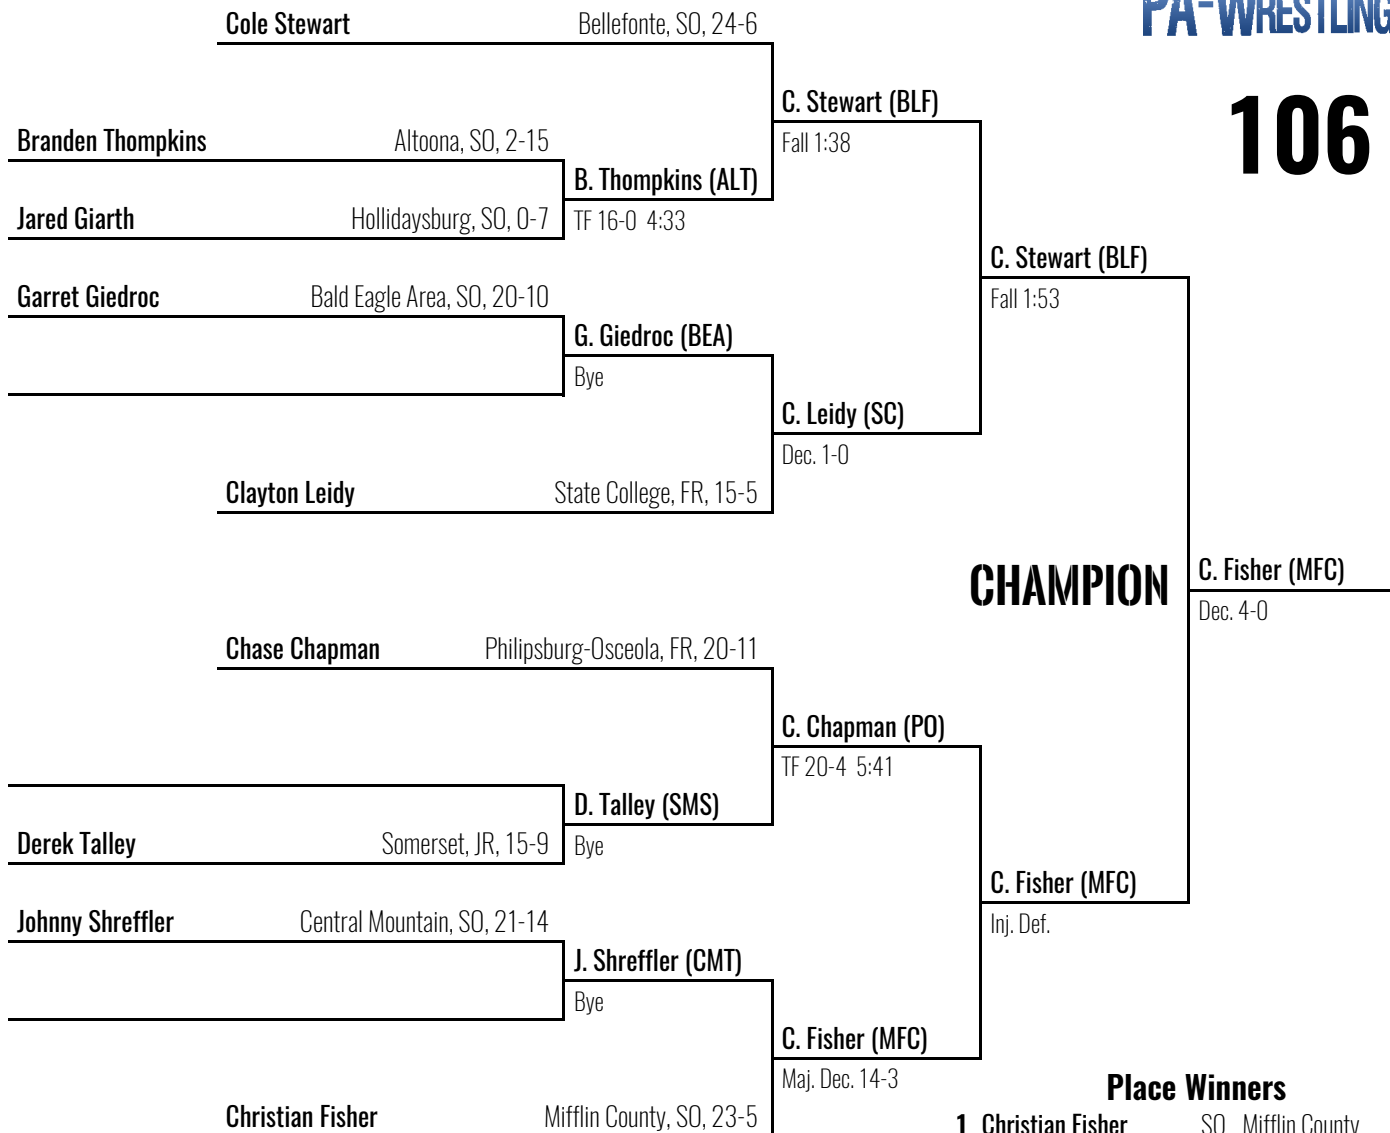 Cole Stewart Bellefonte, SO, 24-6
PA-WRESTLING
C. Stewart (BLF)
106
Branden Thompkins Altoona, SO, 2-15
Fall 1:38
B. Thompkins (ALT)
Jared Giarth Hollidaysburg, SO, 0-7
TF 16-0 4:33
C. Stewart (BLF)
Garret Giedroc Bald Eagle Area, SO, 20-10
Fall 1:53
G. Giedroc (BEA)
Bye
C. Leidy (SC)
Dec. 1-0
Clayton Leidy State College, FR, 15-5
CHAMPION
C. Fisher (MFC)
Dec. 4-0
Chase Chapman Philipsburg-Osceola, FR, 20-11
C. Chapman (PO)
TF 20-4 5:41
D. Talley (SMS)
Derek Talley Somerset, JR, 15-9
Bye
C. Fisher (MFC)
Johnny Shreffler Central Mountain, SO, 21-14
Inj. Def.
J. Shreffler (CMT)
Bye
C. Fisher (MFC)
Maj. Dec. 14-3
Place Winners
Christian Fisher Mifflin County, SO, 23-5
1 Christian Fisher SO Mifflin County